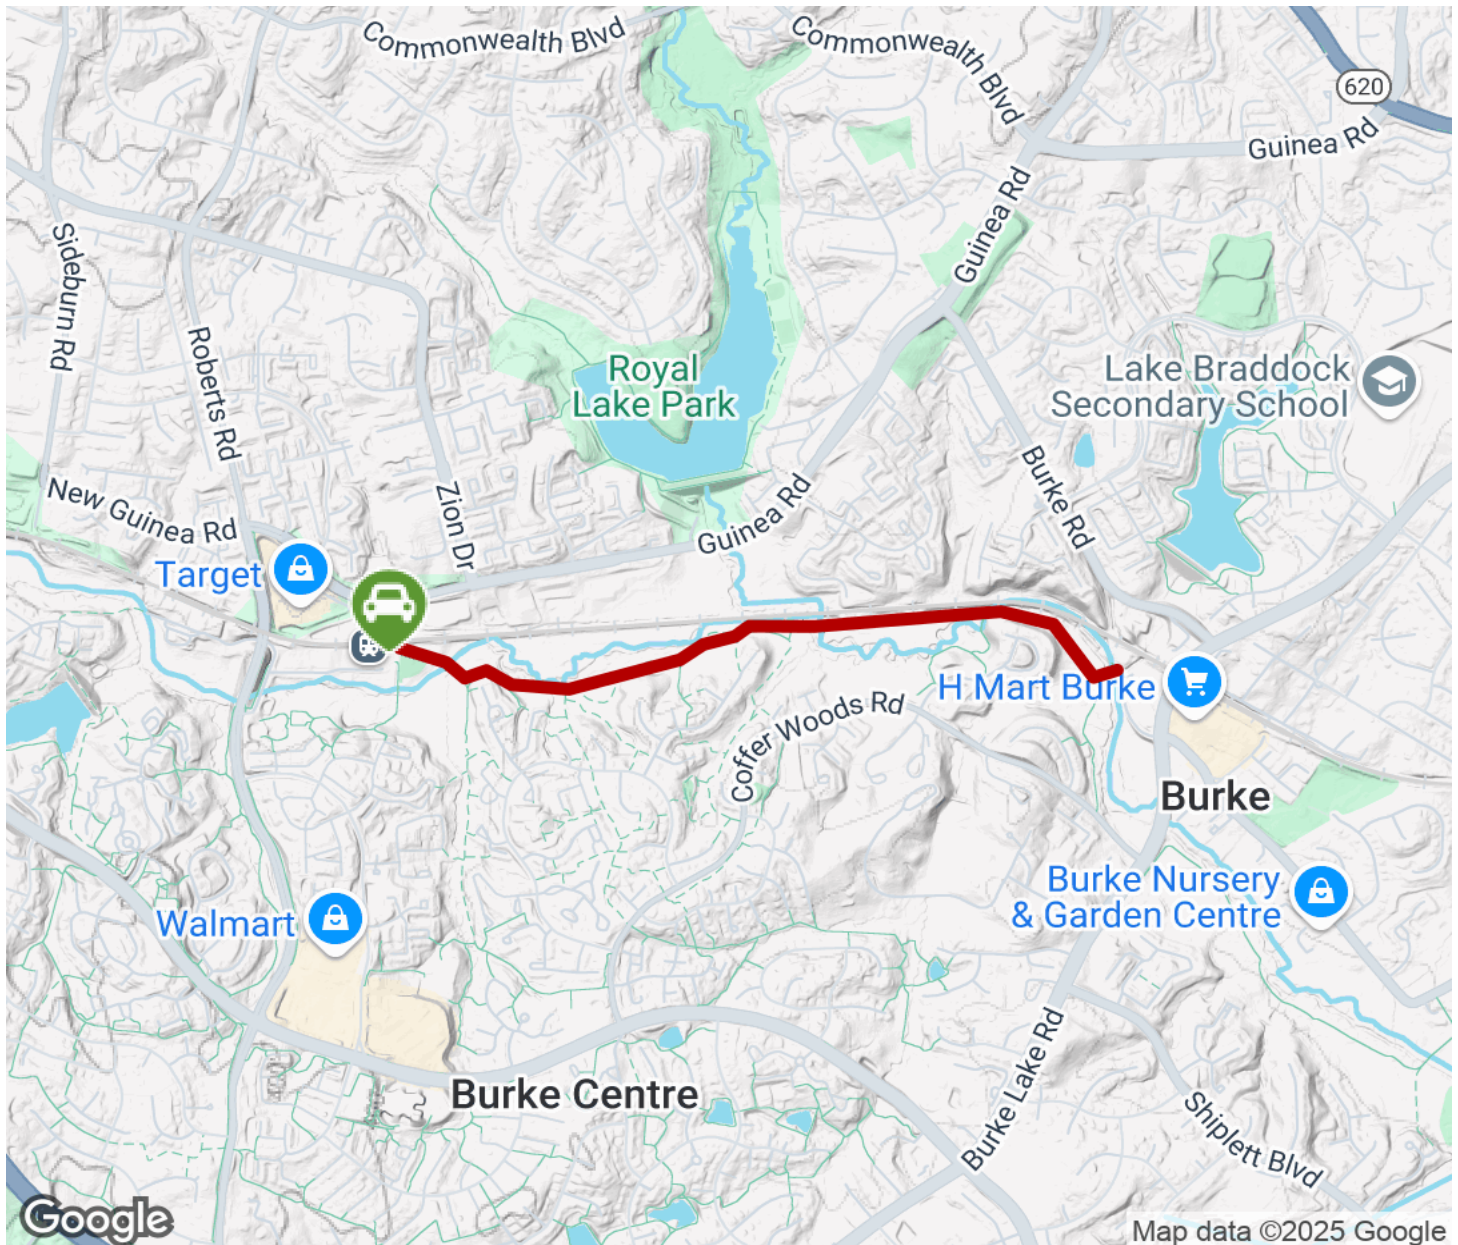 Commonwealth Blvd
Commonwealth Blvd
620
Guinea Rd
Guinea Rd
Sideburn Rd
Roberts Rd
Royal
Lake Park
Lake Braddock
Secondary School
New Guinea Rd
Zion Dr
Guinea Rd
Burke Rd
Target
H Mart Burke
Coffer Woods Rd
Burke
Walmart
Burke Nursery
& Garden Centre
Burke Centre
Burke Lake Rd
Shiplett Blvd
Google
Map data ©2025 Google